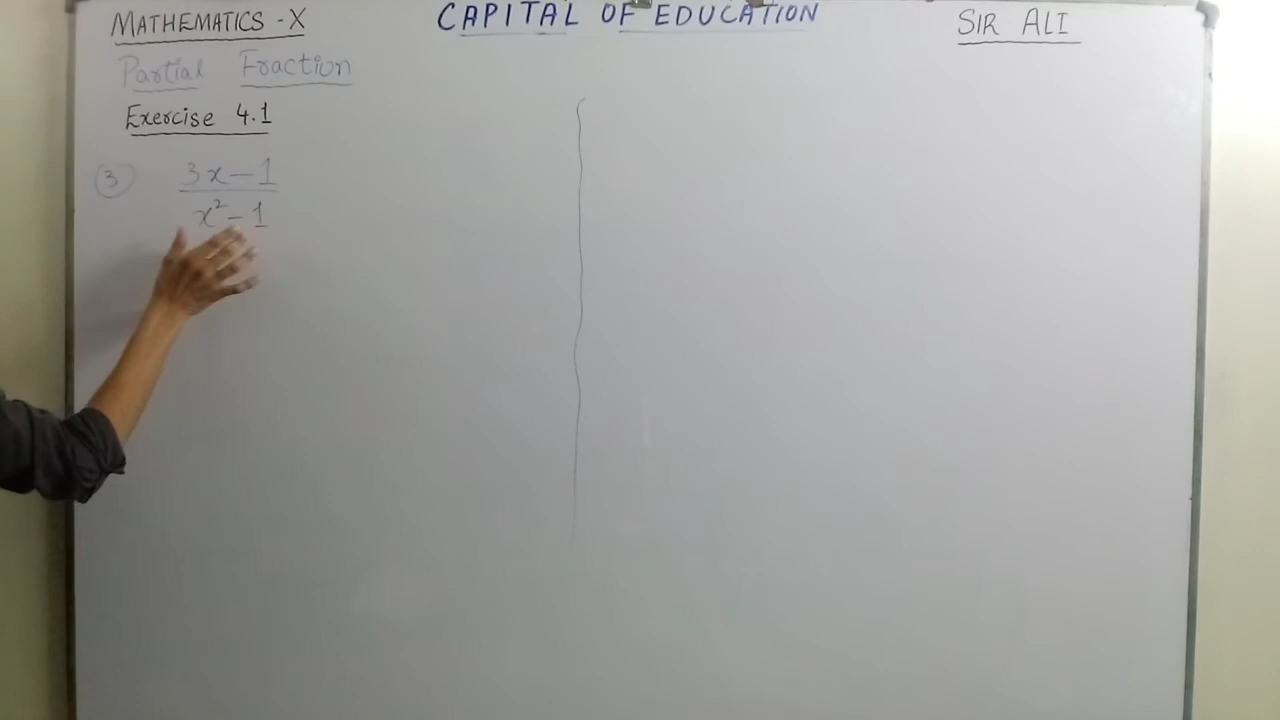 MATHEMATICS - X
CAPITAL OF EDUCATION
SIR ALI
Partial Fraction
Exercise 4.1
③ 3x-1
x²-1